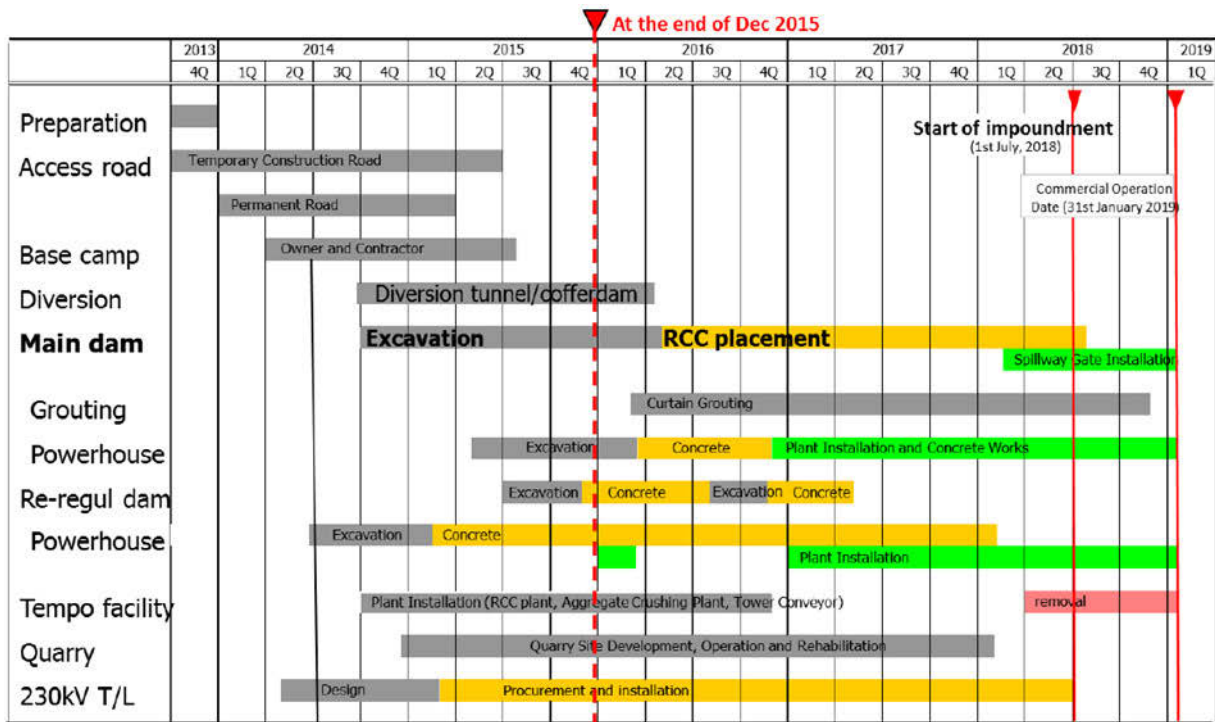 At the end of Dec 2015
2013 2014 2015 2016 2017 2018 2019
4Q 1Q 2Q 3Q 1Q 2Q 4Q 1Q 2Q 3Q 4Q 1Q 2Q 3Q 4Q 1Q 2Q 3Q 4Q 1Q
Preparation
Start of impoundment
(1st July, 2018)
Access road
Temporary Construction Road
Commercial Operation
Date (31st January 2019)
Permanent Road
Base camp
Owner and Contractor
Diversion
Diversion tunnel/cofferdam
Main dam
Excavation RCC placement
Spillway Gate Installation
Grouting
Curtain Grouting
Powerhouse
Excavation Concrete Plant Installation and Concrete Works
Re-regul dam
Excavation Concrete Excavation Concrete
Powerhouse
Excavation Concrete
Plant Installation
Tempo facility
Plant Installation (RCC plant, Aggregate Crushing Plant, Tower Conveyor) removal
Quarry
Quarry Site Development, Operation and Rehabilitation
230kV T/L
Design Procurement and installation